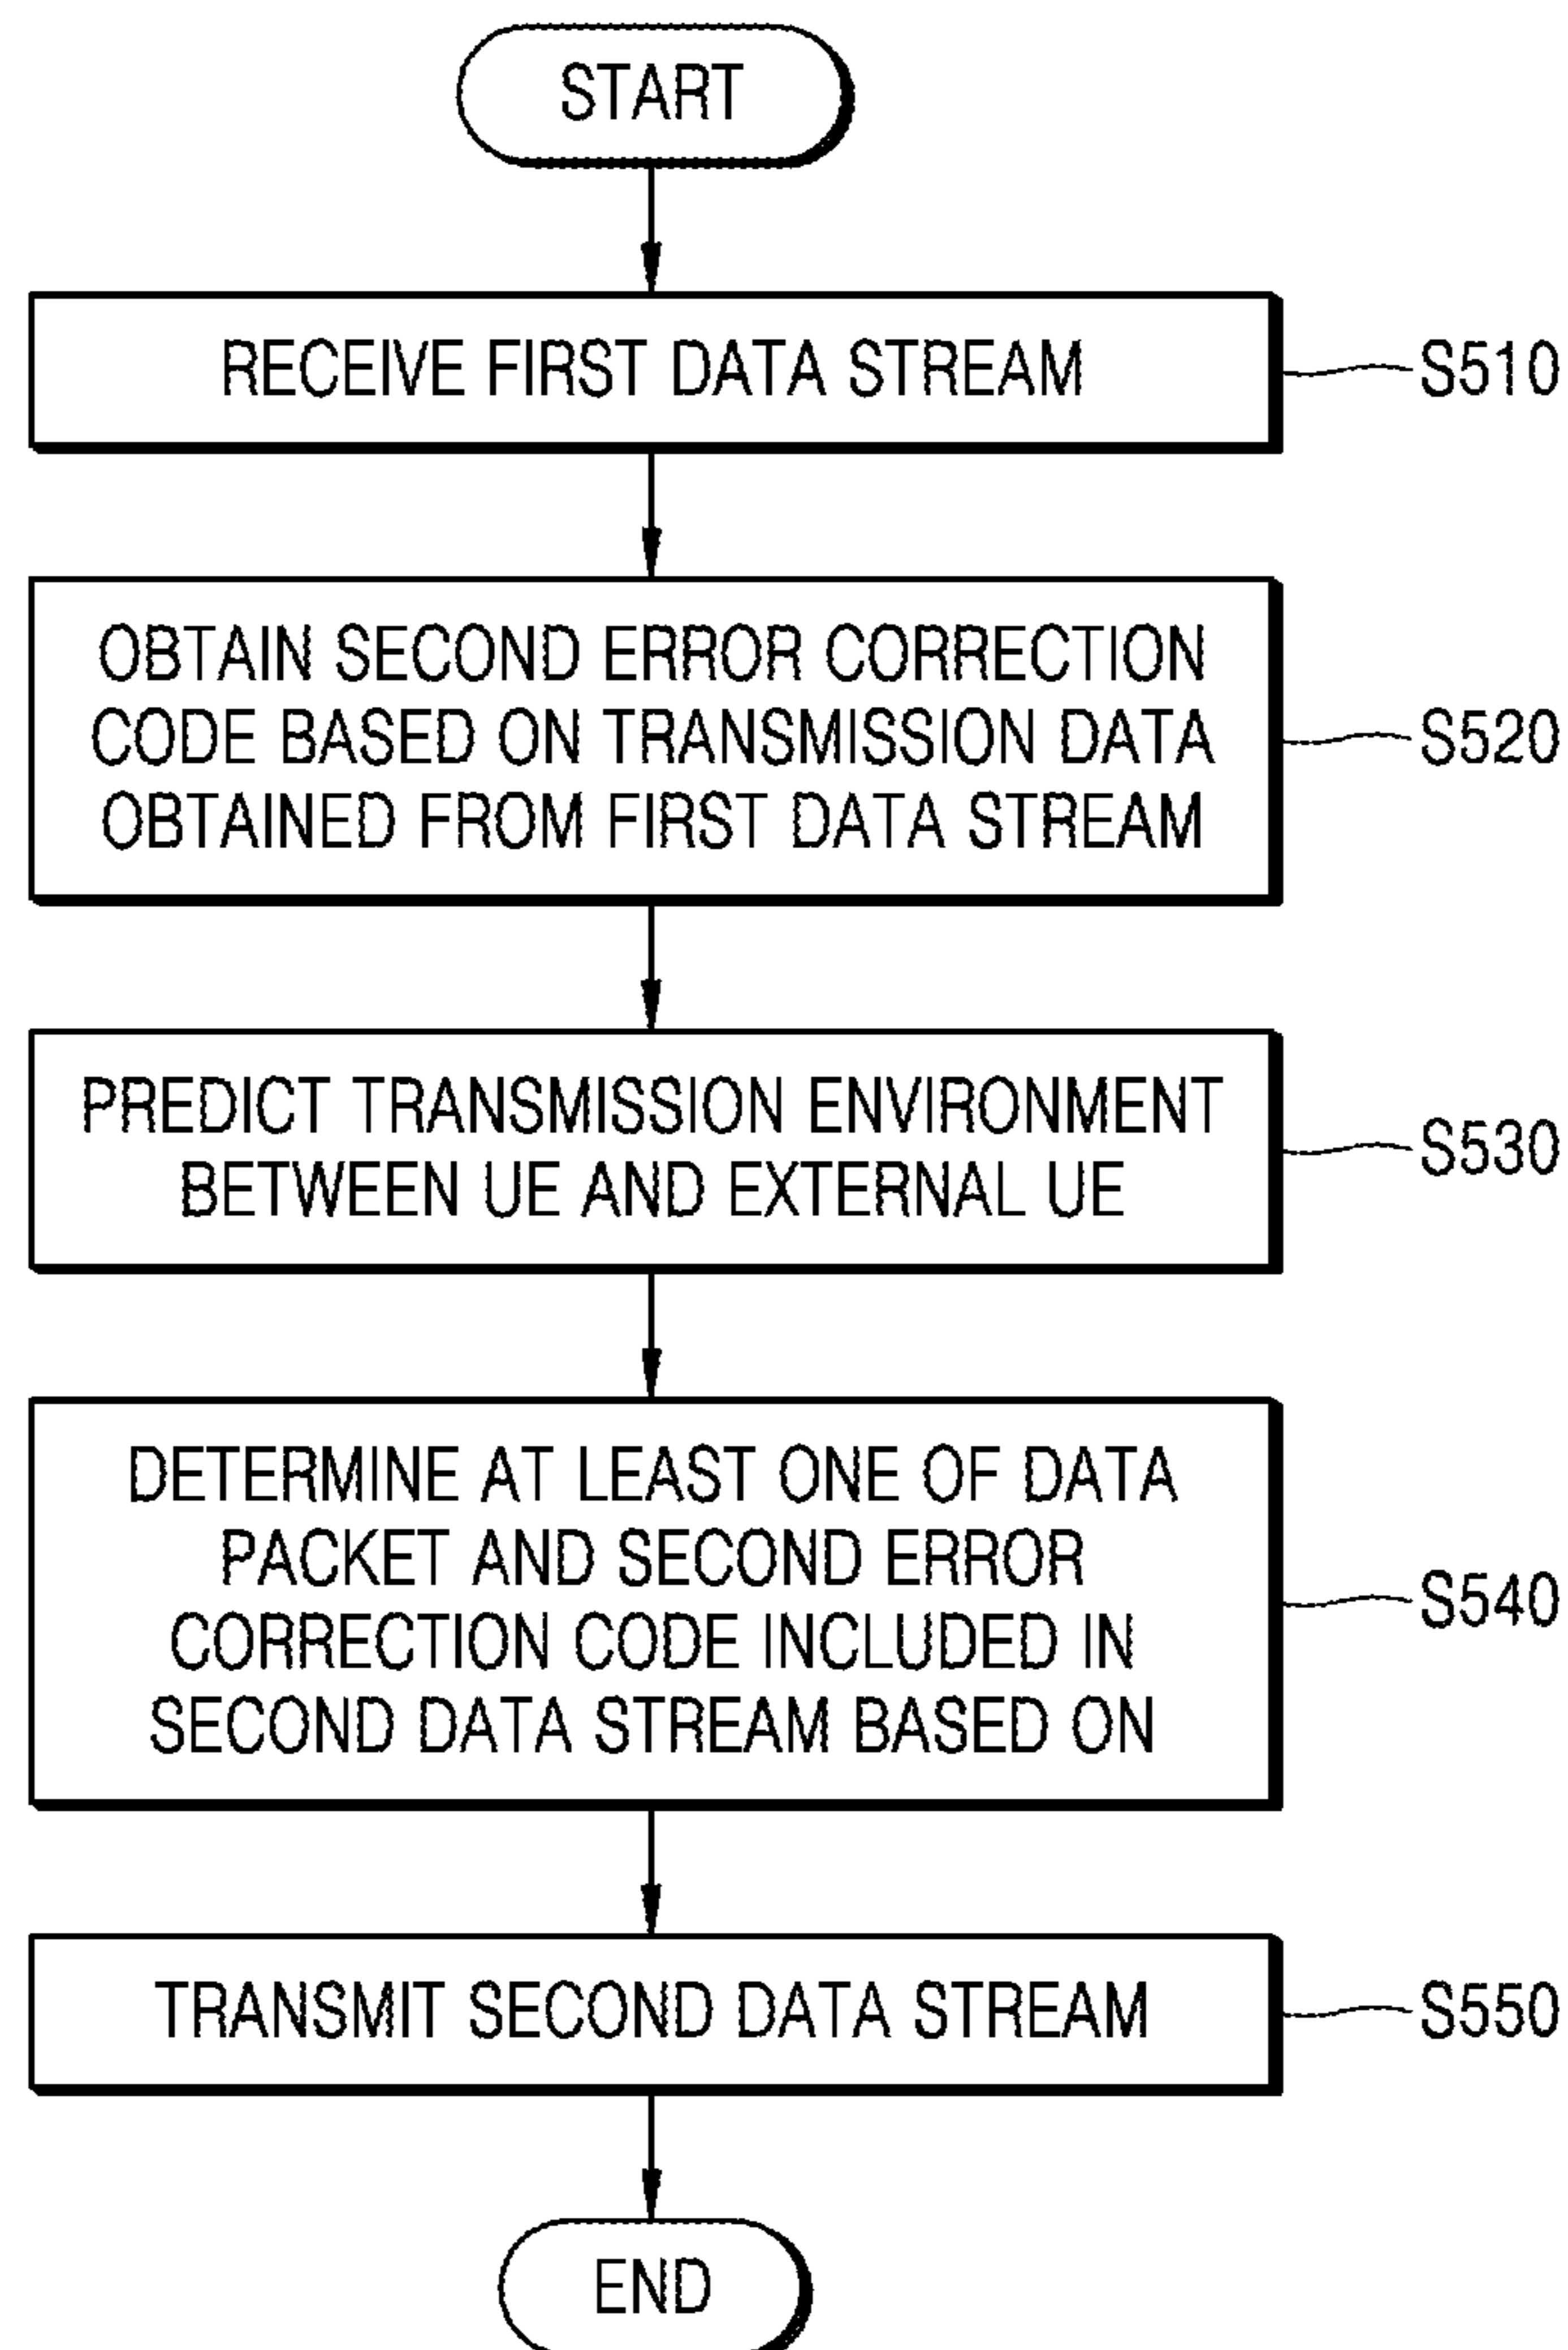 START
RECEIVE FIRST DATA STREAM
S510
OBTAIN SECOND ERROR CORRECTION
CODE BASED ON TRANSMISSION DATA
OBTAINED FROM FIRST DATA STREAM
S520
PREDICT TRANSMISSION ENVIRONMENT
BETWEEN UE AND EXTERNAL UE
S530
DETERMINE AT LEAST ONE OF DATA
PACKET AND SECOND ERROR
CORRECTION CODE INCLUDED IN
SECOND DATA STREAM BASED ON
S540
TRANSMIT SECOND DATA STREAM
S550
END